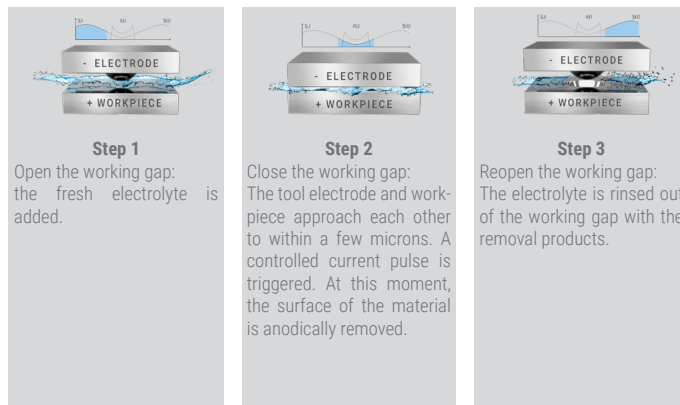 - ELECTRODE
+ WORKPIECE
Step 1
Open the working gap:
the fresh electrolyte is
added.
- ELECTRODE
+ WORKPIECE
Step 2
Close the working gap:
The tool electrode and work-
piece approach each other
to within a few microns. A
controlled current pulse is
triggered. At this moment,
the surface of the material
is anodically removed.
- ELECTRODE
+ WORKPIECE
Step 3
Reopen the working gap:
The electrolyte is rinsed out
of the working gap with the
removal products.